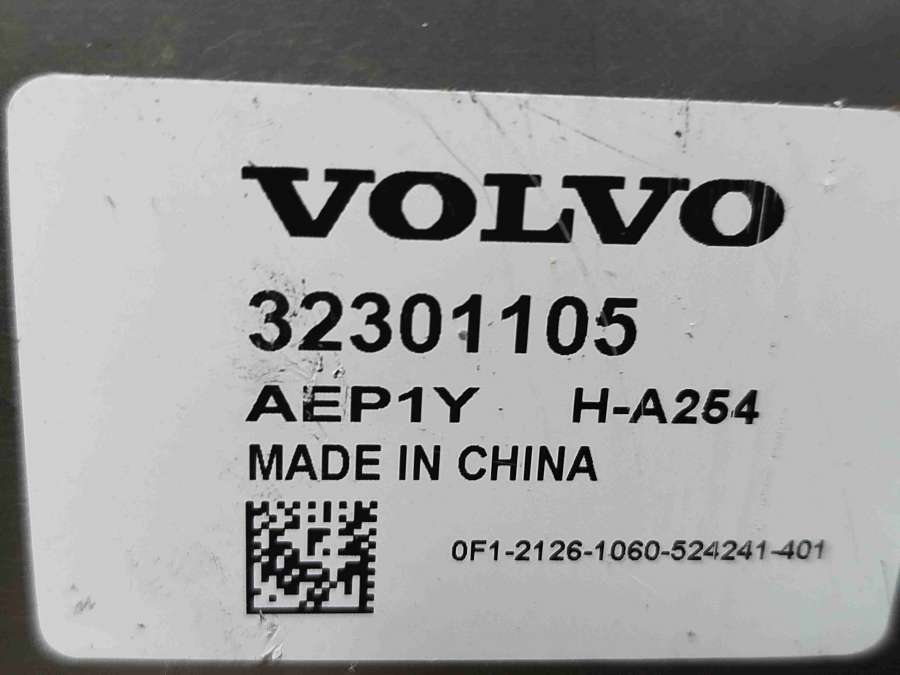 VOLVO
32301105
AEP1Y H-A254
MADE IN CHINA
0F1-2126-1060-524241-401